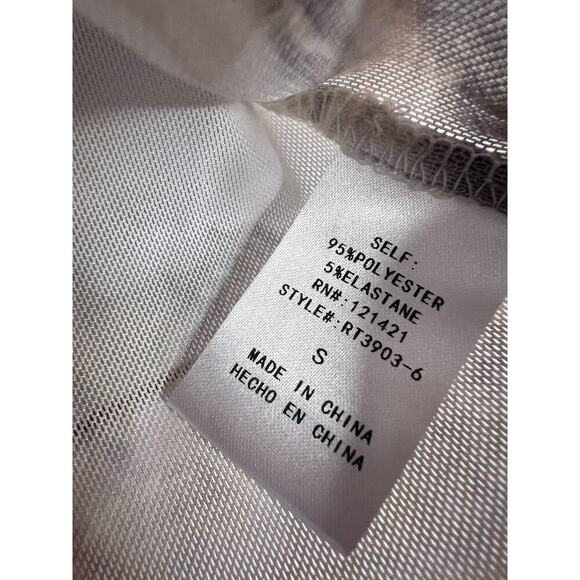 SELF:
95%POLYESTER
5%ELASTANE
RN#:121421
STYLE#:RT3903-6
S
MADE IN CHINA
HECHO EN CHINA